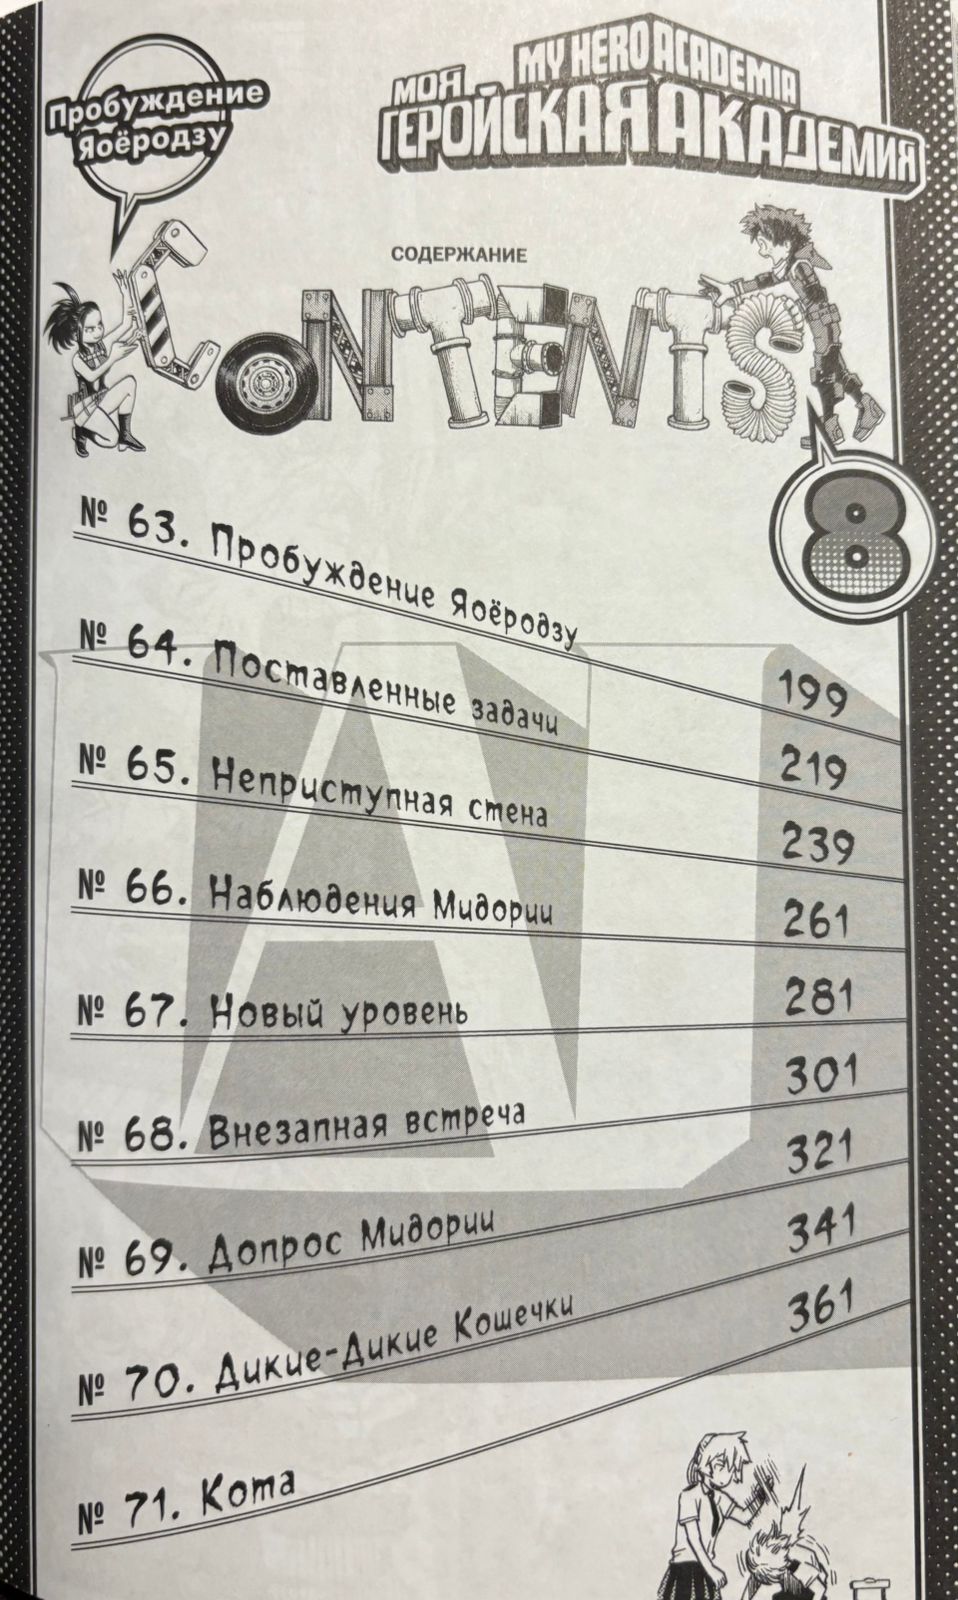 Пробуждение
Яоёродзу
MY HERO ACADEMIA
МОЯ
ГЕРОЙСКАЯ АКАДЕМИЯ
СОДЕРЖАНИЕ
CONTENTS
8
№ 63. Пробуждение Яоёродзу 199
№ 64. Поставленные задачи 219
№ 65. Неприступная стена 239
№ 66. Наблюдения Мидории 261
№ 67. Новый уровень 281
№ 68. Внезапная встреча 301
№ 69. Допрос Мидории 321
№ 70. Дикие-Дикие Кошечки 341
№ 71. Кота 361